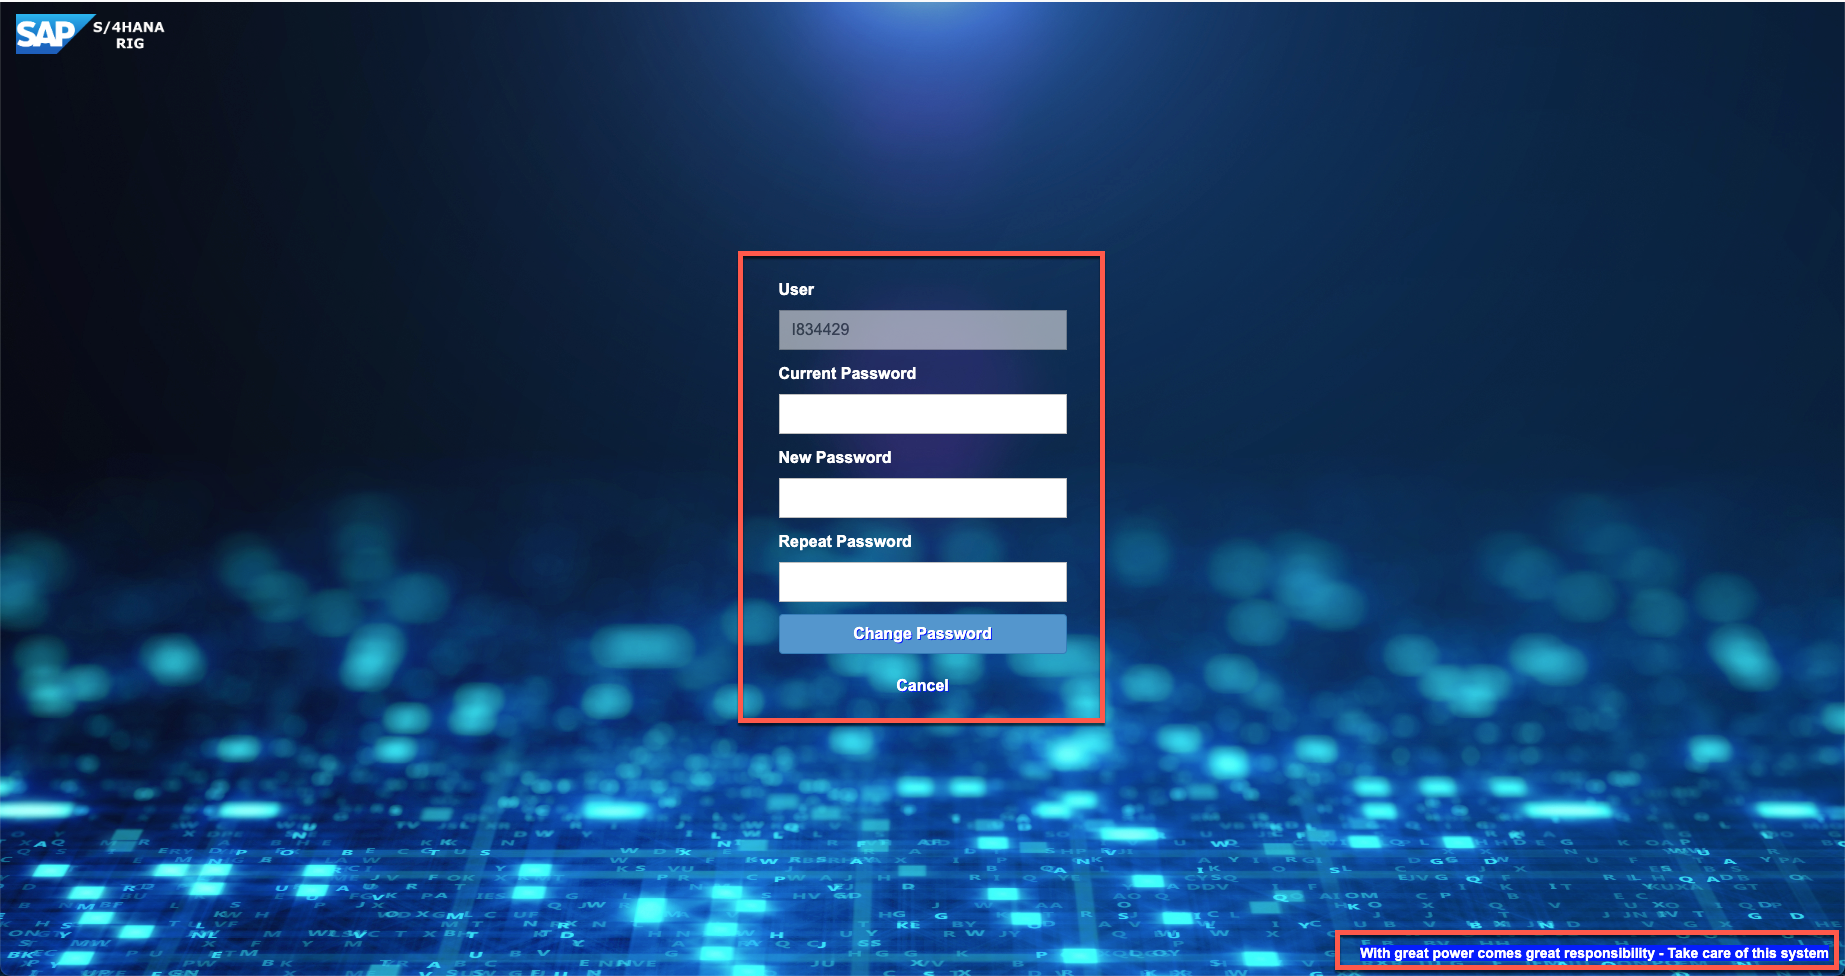 SAP S/4HANA
RIG
User
I834429
Current Password
New Password
Repeat Password
Change Password
Cancel
With great power comes great responsibility - Take care of this system